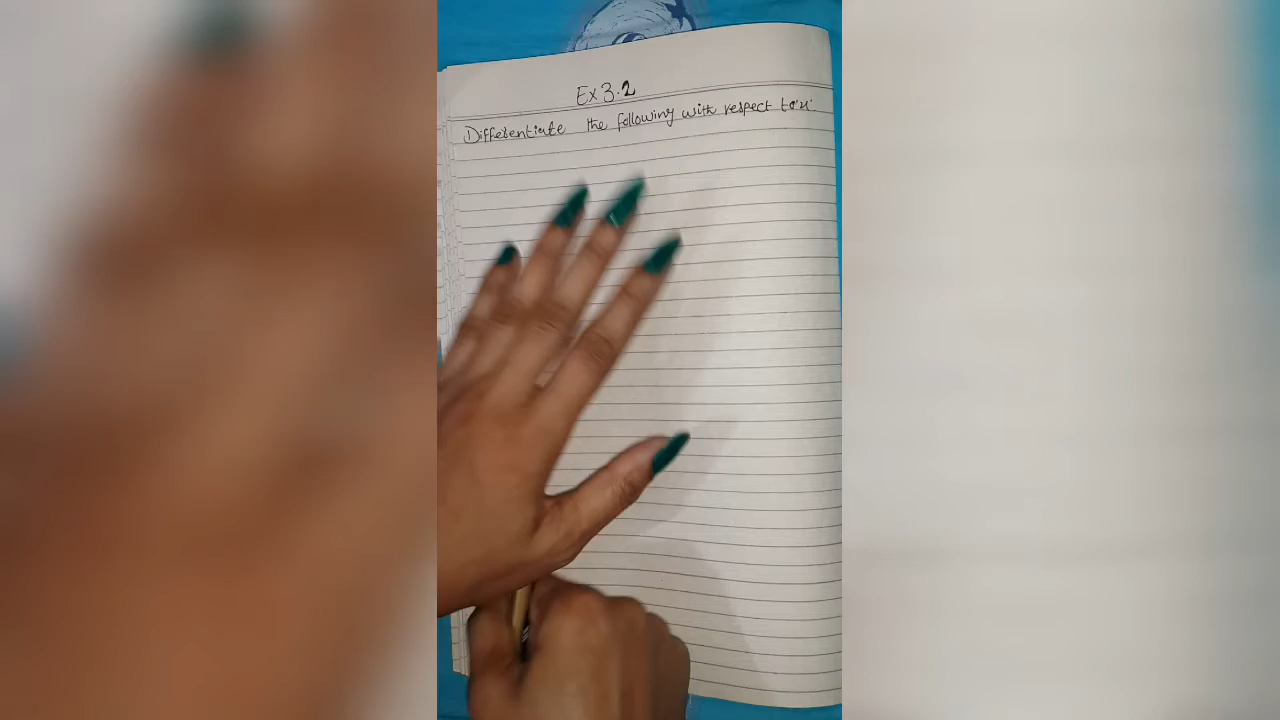 Ex 3.2
Differentiate the following with respect to 'x'.